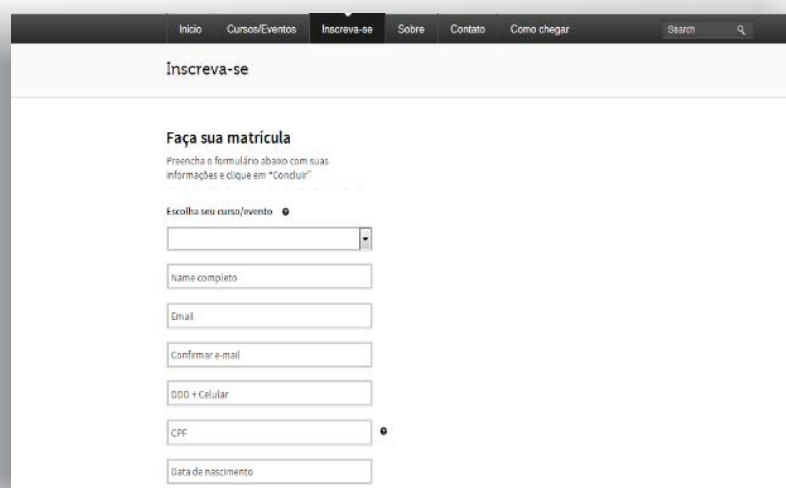 Início Cursos/Eventos Inscreva-se Sobre Contato Como chegar Search
Inscreva-se
Faça sua matrícula
Preencha o formulário abaixo com suas
informações e clique em "Concluir"
Escolha seu curso/evento
Name completo
Email
Confirmar e-mail
DDD + Celular
CPF
Data de nascimento